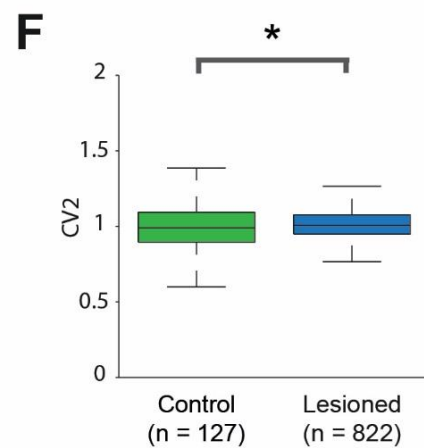 F
*
2
1.5
1
0.5
0
CV2
Control
(n = 127)
Lesioned
(n = 822)